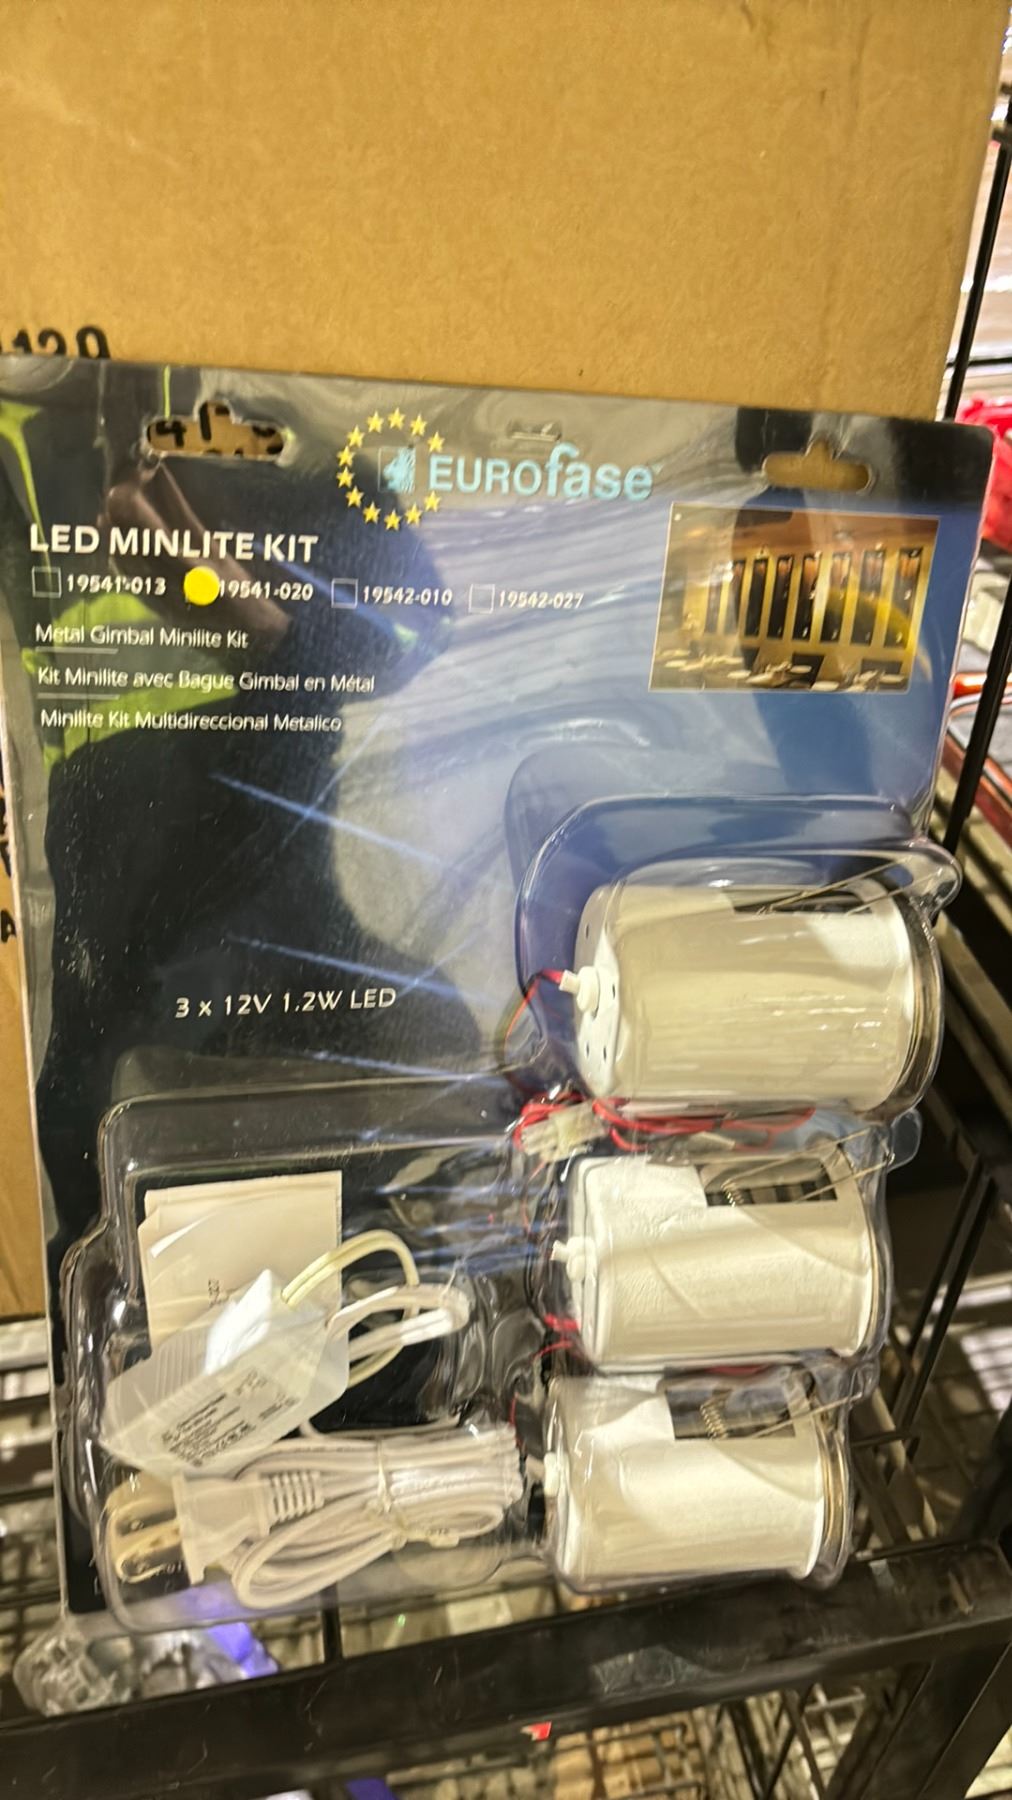 EUROfase
LED MINLITE KIT
19541-013 19541-020 19542-010 19542-027
Metal Gimbal Minilite Kit
Kit Minilite avec Bague Gimbal en Métal
Minilite Kit Multidireccional Metalico
3 x 12V 1.2W LED